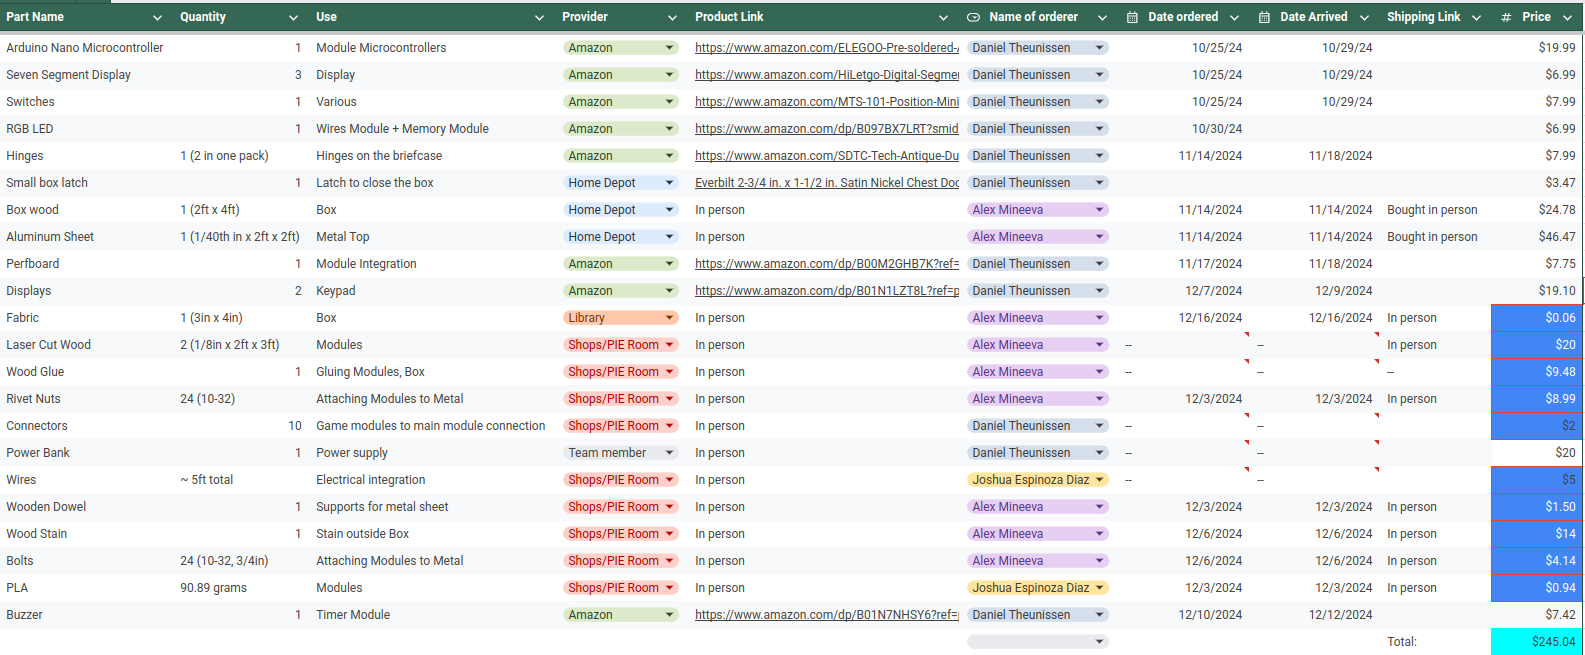 Part Name Quantity Use Provider Product Link Name of orderer Date ordered Date Arrived Shipping Link # Price
Arduino Nano Microcontroller 1 Module Microcontrollers Amazon https://www.amazon.com/ELEGOO-Pre-soldered- Daniel Theunissen 10/25/24 10/29/24 $19.99
Seven Segment Display 3 Display Amazon https://www.amazon.com/HiLetgo-Digital-Segmer Daniel Theunissen 10/25/24 10/29/24 $6.99
Switches 1 Various Amazon https://www.amazon.com/MTS-101-Position-Mini Daniel Theunissen 10/25/24 10/29/24 $7.99
RGB LED 1 Wires Module + Memory Module Amazon https://www.amazon.com/dp/B097BX7LRT?smid Daniel Theunissen 10/30/24 $6.99
Hinges 1 (2 in one pack) Hinges on the briefcase Amazon https://www.amazon.com/SDTC-Tech-Antique-Du Daniel Theunissen 11/14/2024 11/18/2024 $7.99
Small box latch 1 Latch to close the box Home Depot Everbilt 2-3/4 in. x 1-1/2 in. Satin Nickel Chest Doc Daniel Theunissen $3.47
Box wood 1 (2ft x 4ft) Box Home Depot In person Alex Mineeva 11/14/2024 11/14/2024 Bought in person $24.78
Aluminum Sheet 1 (1/40th in x 2ft x 2ft) Metal Top Home Depot In person Alex Mineeva 11/14/2024 11/14/2024 Bought in person $46.47
Perfboard 1 Module Integration Amazon https://www.amazon.com/dp/B00M2GHB7K?ref= Daniel Theunissen 11/17/2024 11/18/2024 $7.75
Displays 2 Keypad Amazon https://www.amazon.com/dp/B01N1LZT8L?ref=p Daniel Theunissen 12/7/2024 12/9/2024 $19.10
Fabric 1 (3in x 4in) Box Library In person Alex Mineeva 12/16/2024 12/16/2024 In person $0.06
Laser Cut Wood 2 (1/8in x 2ft x 3ft) Modules Shops/PIE Room In person Alex Mineeva -- -- In person $20
Wood Glue 1 Gluing Modules, Box Shops/PIE Room In person Alex Mineeva -- -- -- $9.48
Rivet Nuts 24 (10-32) Attaching Modules to Metal Shops/PIE Room In person Alex Mineeva 12/3/2024 12/3/2024 In person $8.99
Connectors 10 Game modules to main module connection Shops/PIE Room In person Daniel Theunissen -- -- $2
Power Bank 1 Power supply Team member In person Daniel Theunissen -- -- $20
Wires ~ 5ft total Electrical integration Shops/PIE Room In person Joshua Espinoza Diaz -- -- $5
Wooden Dowel 1 Supports for metal sheet Shops/PIE Room In person Alex Mineeva 12/3/2024 12/3/2024 In person $1.50
Wood Stain 1 Stain outside Box Shops/PIE Room In person Alex Mineeva 12/6/2024 12/6/2024 In person $14
Bolts 24 (10-32, 3/4in) Attaching Modules to Metal Shops/PIE Room In person Alex Mineeva 12/6/2024 12/6/2024 In person $4.14
PLA 90.89 grams Modules Shops/PIE Room In person Joshua Espinoza Diaz 12/3/2024 12/3/2024 In person $0.94
Buzzer 1 Timer Module Amazon https://www.amazon.com/dp/B01N7NHSY6?ref= Daniel Theunissen 12/10/2024 12/12/2024 $7.42
Total: $245.04